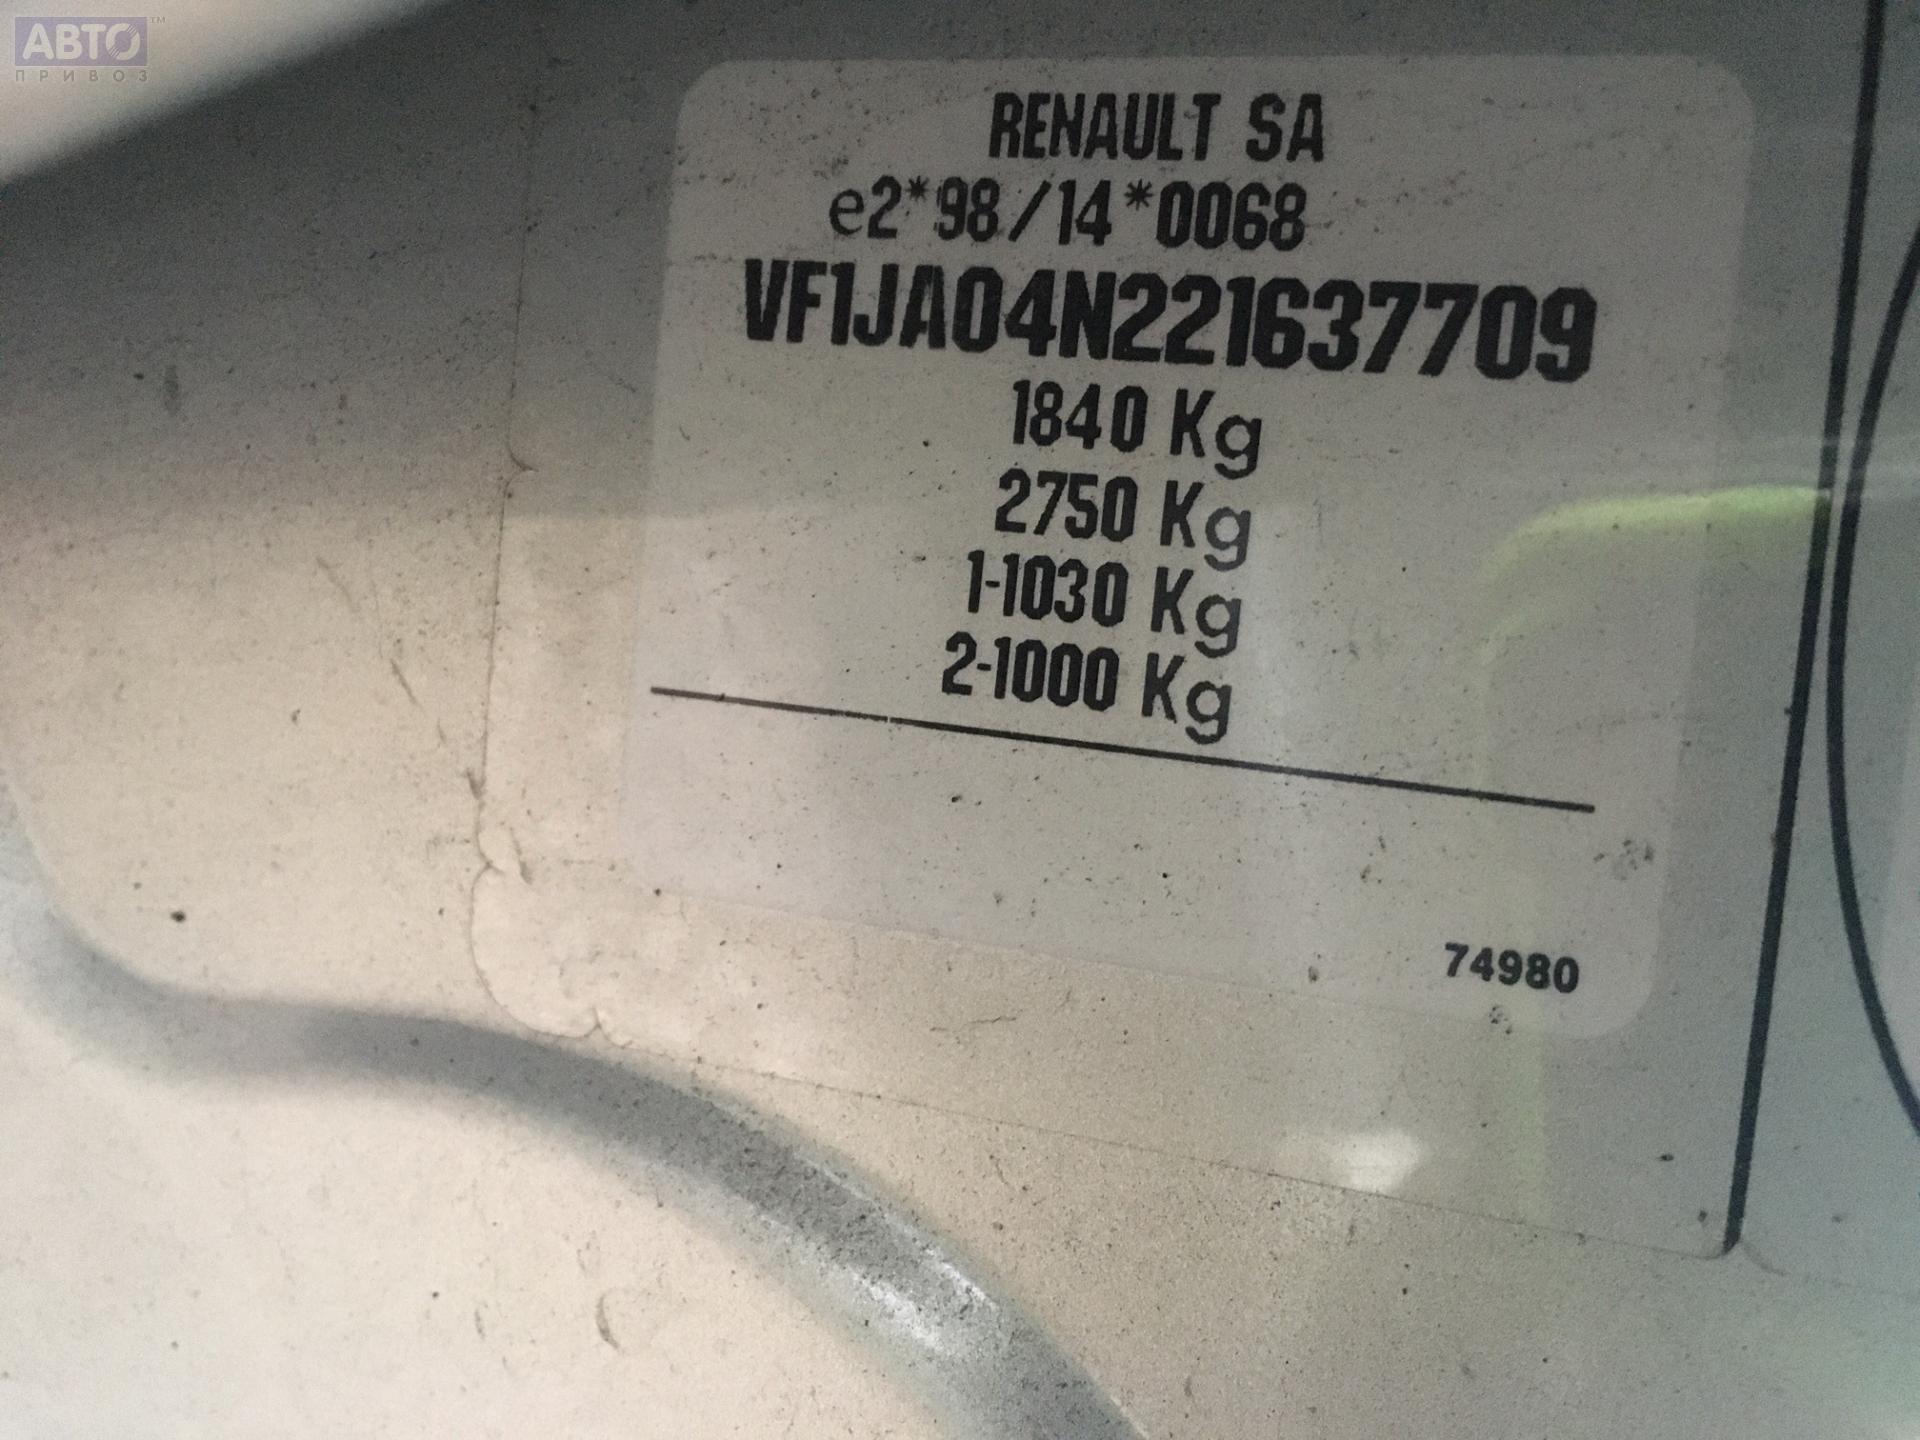 АВТО™
ПРИВОЗ
RENAULT SA
e2*98/14*0068
VF1JA04N221637709
1840 Kg
2750 Kg
1-1030 Kg
2-1000 Kg
74980